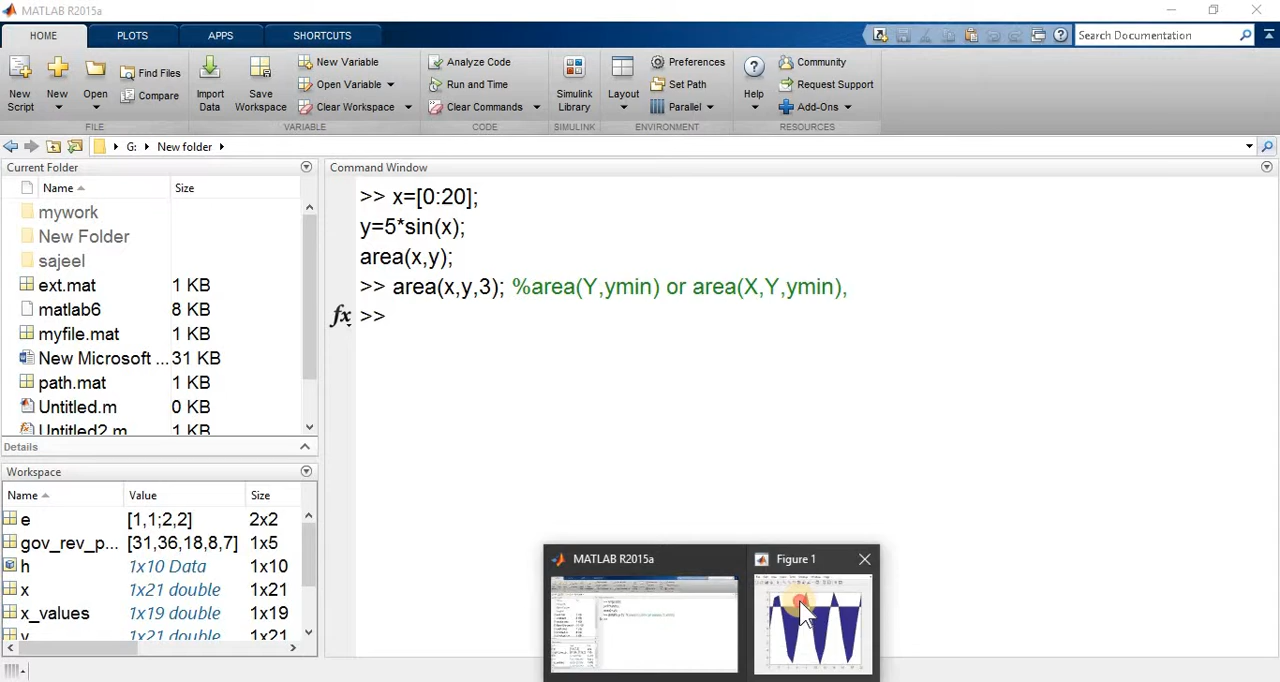 MATLAB R2015a
HOME
PLOTS
APPS
SHORTCUTS
Search Documentation
New Script
New
Open
Find Files
Compare
FILE
Import Data
Save Workspace
New Variable
Open Variable
Clear Workspace
VARIABLE
Analyze Code
Run and Time
Clear Commands
CODE
Simulink Library
SIMULINK
Layout
Preferences
Set Path
Parallel
ENVIRONMENT
Help
Community
Request Support
Add-Ons
RESOURCES
G: New folder
Current Folder
Name Size
mywork
New Folder
sajeel
ext.mat 1 KB
matlab6 8 KB
myfile.mat 1 KB
New Microsoft ... 31 KB
path.mat 1 KB
Untitled.m 0 KB
Untitled2.m 1 KB
Details
Workspace
Name Value Size
e [1,1;2,2] 2x2
gov_rev_p... [31,36,18,8,7] 1x5
h 1x10 Data 1x10
x 1x21 double 1x21
x_values 1x19 double 1x19
y 1x21 double 1x21
Command Window
>> x=[0:20];
y=5*sin(x);
area(x,y);
>> area(x,y,3); %area(Y,ymin) or area(X,Y,ymin),
fx >>
MATLAB R2015a
Figure 1